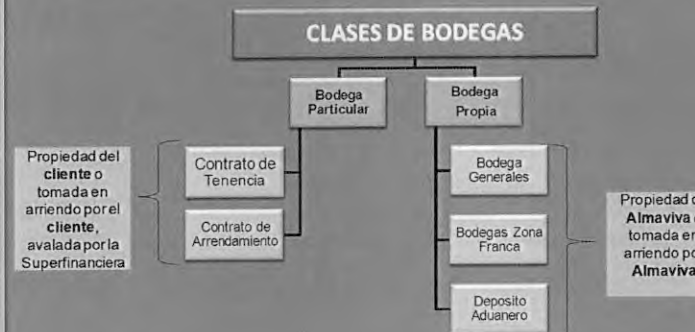 CLASES DE BODEGAS
Bodega
Particular
Bodega
Propia
Propiedad del
cliente o
tomada en
arriendo por el
cliente,
avalada por la
Superfinanciera
Contrato de
Tenencia
Contrato de
Arrendamiento
Bodega
Generales
Bodegas Zona
Franca
Deposito
Aduanero
Propiedad
Almaviva
tomada en
arriendo
Almaviva